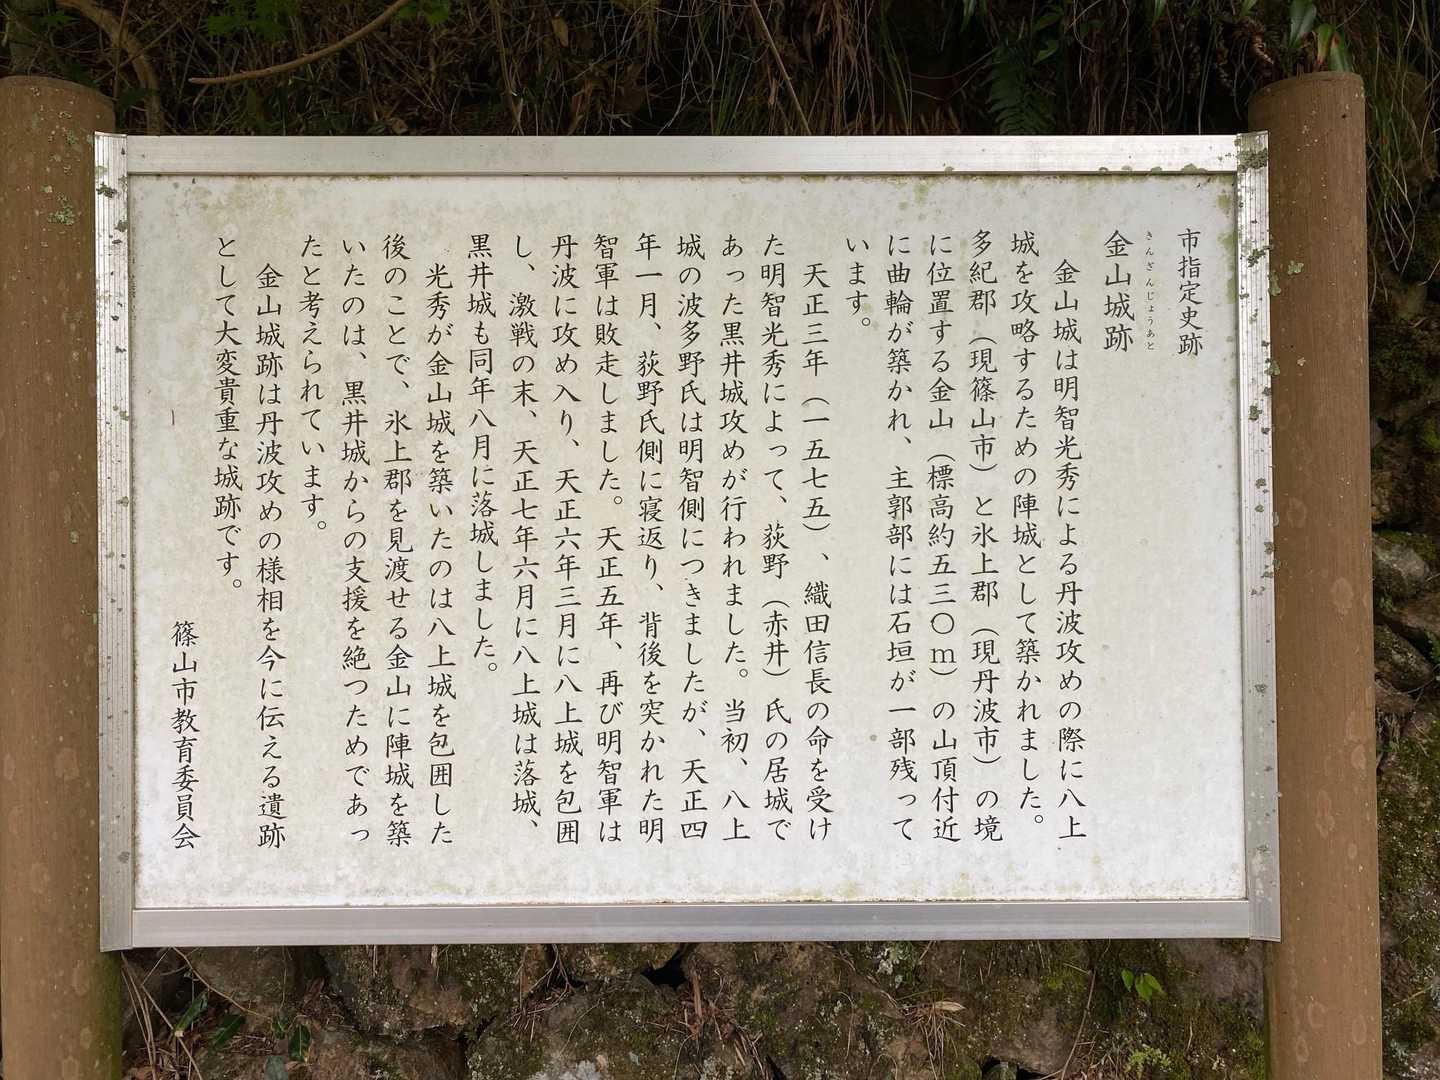 市指定史跡
きんざんじょうあと
金山城跡
金山城は明智光秀による丹波攻めの際に八上
城を攻略するための陣城として築かれました。
多紀郡（現篠山市）と氷上郡（現丹波市）の境
に位置する金山（標高約五三〇ｍ）の山頂付近
に曲輪が築かれ、主郭部には石垣が一部残って
います。
天正三年（一五七五）、織田信長の命を受け
た明智光秀によって、荻野（赤井）氏の居城で
あった黒井城攻めが行われました。当初、八上
城の波多野氏は明智側につきましたが、天正四
年一月、荻野氏側に寝返り、背後を突かれた明
智軍は敗走しました。天正五年、再び明智軍は
丹波に攻め入り、天正六年三月に八上城を包囲
し、激戦の末、天正七年六月に八上城は落城、
黒井城も同年八月に落城しました。
光秀が金山城を築いたのは八上城を包囲した
後のことで、氷上郡を見渡せる金山に陣城を築
いたのは、黒井城からの支援を絶つためであっ
たと考えられています。
金山城跡は丹波攻めの様相を今に伝える遺跡
として大変貴重な城跡です。
篠山市教育委員会